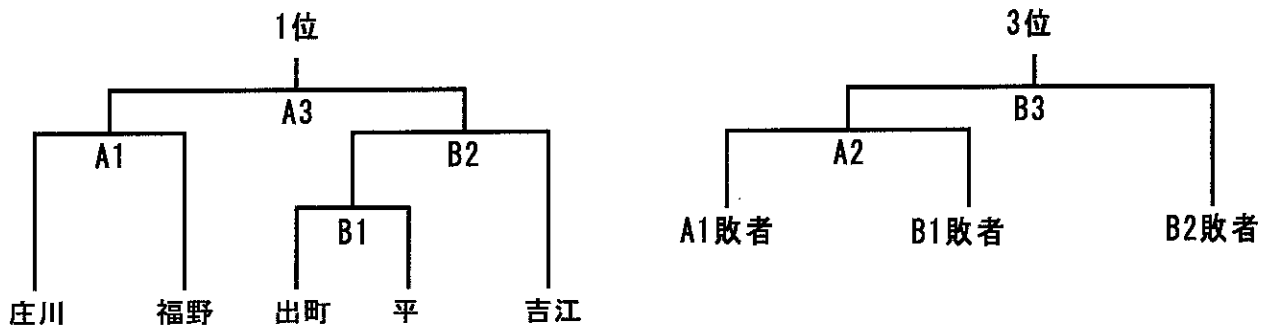 1位
A3
A1
B2
B1
庄川 福野 出町 平 吉江
3位
B3
A2
A1敗者 B1敗者 B2敗者